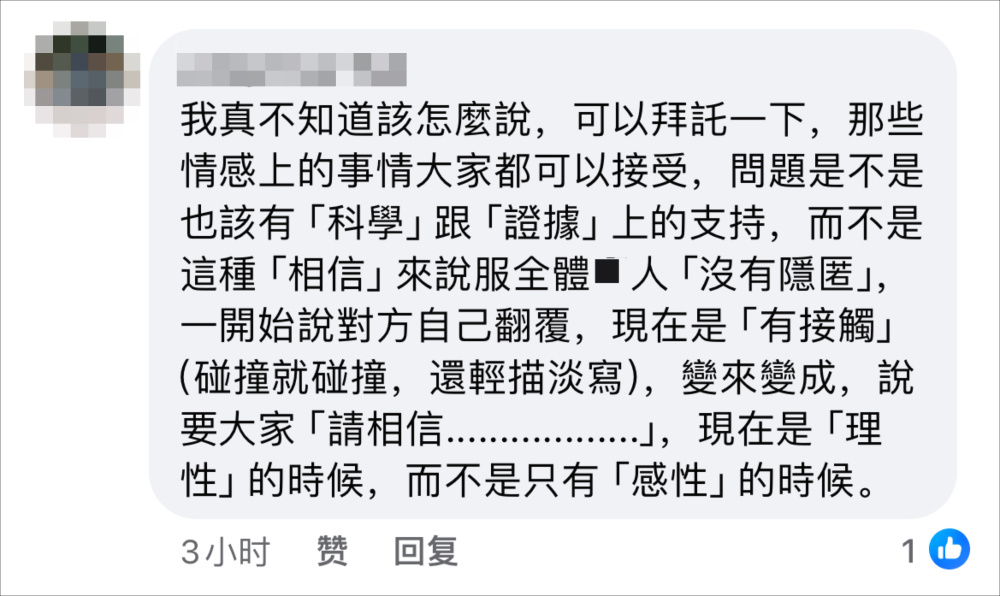 我真不知道該怎麼說，可以拜託一下，那些
情感上的事情大家都可以接受，問題是不是
也該有「科學」跟「證據」上的支持，而不是
這種「相信」來說服全體■人「沒有隱匿」，
一開始說對方自己翻覆，現在是「有接觸」
（碰撞就碰撞，還輕描淡寫），變來變成，說
要大家「請相信..................」，現在是「理
性」的時候，而不是只有「感性」的時候。
3小时 赞 回复 1